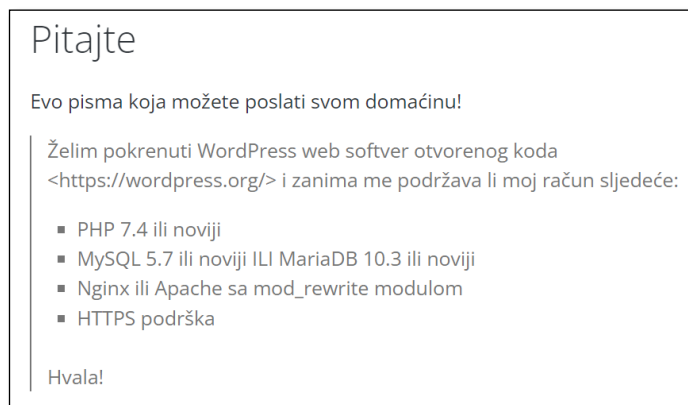 Pitajte
Evo pisma koja možete poslati svom domaćinu!
Želim pokrenuti WordPress web softver otvorenog koda
<https://wordpress.org/> i zanima me podržava li moj račun sljedeće:
▪ PHP 7.4 ili noviji
▪ MySQL 5.7 ili noviji ILI MariaDB 10.3 ili noviji
▪ Nginx ili Apache sa mod_rewrite modulom
▪ HTTPS podrška
Hvala!